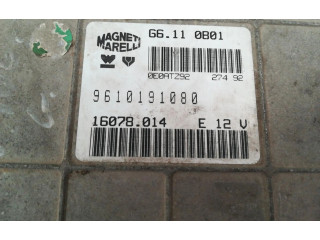 MAGNETI MARELLI
G6.11 0B01
0E0AT292 274 92
9610191080
16078.014 E 12 V